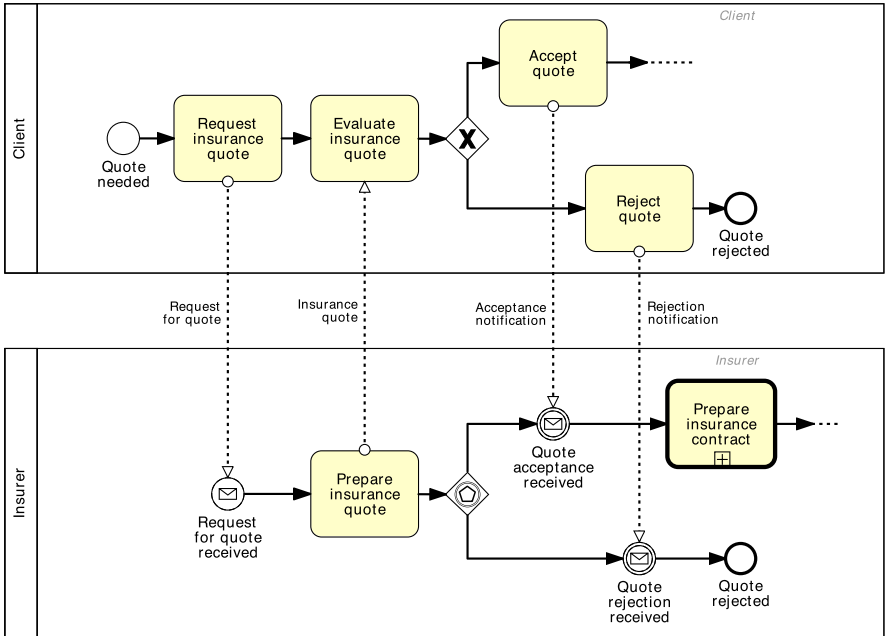 Client
Client
Accept
quote
Request
insurance
quote
Evaluate
insurance
quote
X
Quote
needed
Reject
quote
Quote
rejected
Request
for quote
Insurance
quote
Acceptance
notification
Rejection
notification
Insurer
Insurer
Prepare
insurance
contract
Quote
acceptance
received
Prepare
insurance
quote
Request
for quote
received
Quote
rejection
received
Quote
rejected